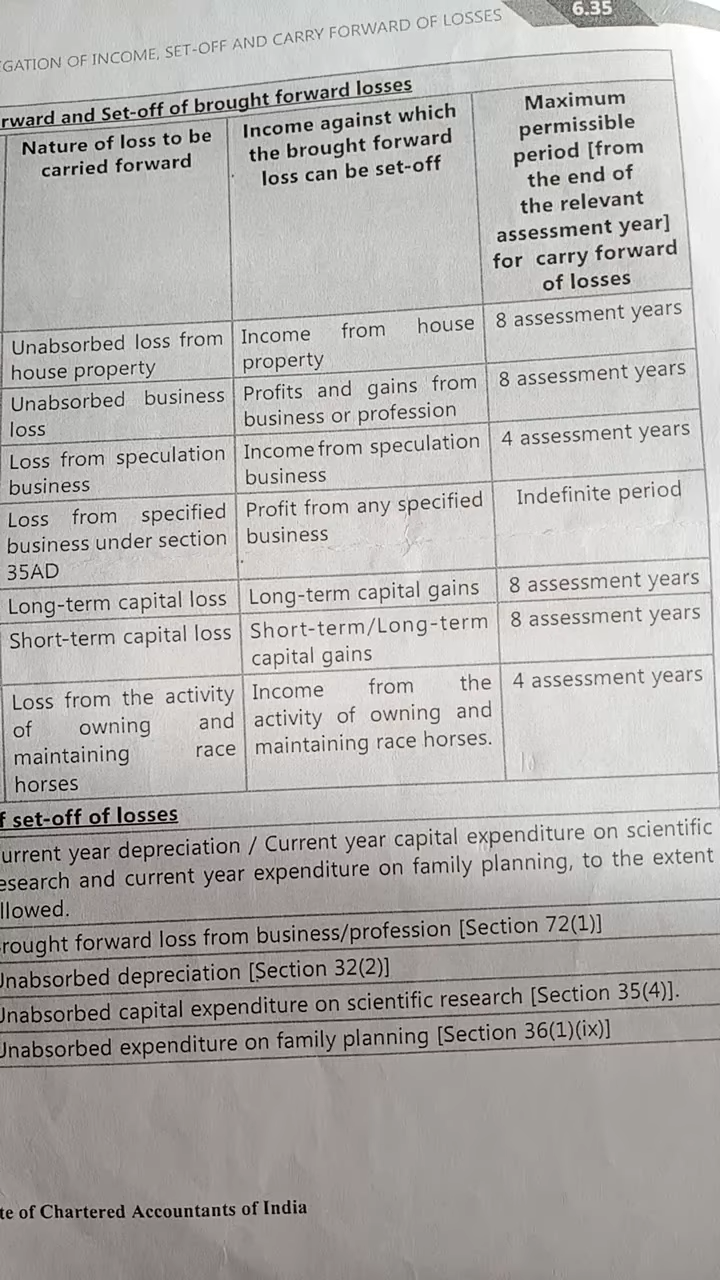 6.35
GATION OF INCOME, SET-OFF AND CARRY FORWARD OF LOSSES
rward and Set-off of brought forward losses
Nature of loss to be
carried forward
Income against which
the brought forward
loss can be set-off
Maximum
permissible
period [from
the end of
the relevant
assessment year]
for carry forward
of losses
Unabsorbed loss from
house property
Income from house
property
8 assessment years
Unabsorbed business
loss
Profits and gains from
business or profession
8 assessment years
Loss from speculation
business
Income from speculation
business
4 assessment years
Loss from specified
business under section
35AD
Profit from any specified
business
Indefinite period
Long-term capital loss
Long-term capital gains
8 assessment years
Short-term capital loss
Short-term/Long-term
capital gains
8 assessment years
Loss from the activity
of owning and
maintaining race
horses
Income from the
activity of owning and
maintaining race horses.
4 assessment years
f set-off of losses
urrent year depreciation / Current year capital expenditure on scientific
esearch and current year expenditure on family planning, to the extent
llowed.
rought forward loss from business/profession [Section 72(1)]
Unabsorbed depreciation [Section 32(2)]
Unabsorbed capital expenditure on scientific research [Section 35(4)].
Unabsorbed expenditure on family planning [Section 36(1)(ix)]
te of Chartered Accountants of India